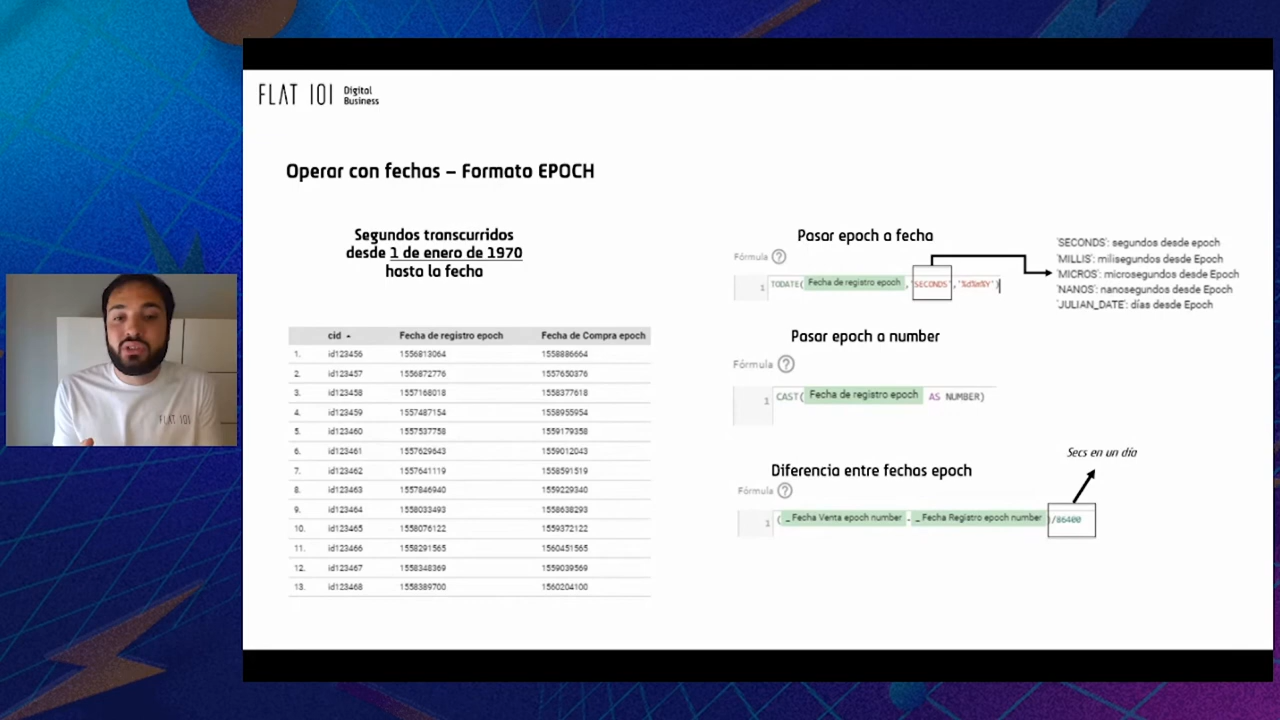 FLAT 101 Digital Business
Operar con fechas – Formato EPOCH
Segundos transcurridos
desde 1 de enero de 1970
hasta la fecha
cid Fecha de registro epoch Fecha de Compra epoch
1. id123456 1556813064 1558886664
2. id123457 1556872776 1557650376
3. id123458 1557168018 1558377618
4. id123459 1557487154 1558955954
5. id123460 1557537758 1559179358
6. id123461 1557629643 1559012043
7. id123462 1557641119 1558591519
8. id123463 1557846940 1559229340
9. id123464 1558033493 1558638293
10. id123465 1558076122 1559372122
11. id123466 1558291565 1560451565
12. id123467 1558348369 1559039569
13. id123468 1558389700 1560204100
Pasar epoch a fecha
Fórmula ?
1 TODATE( Fecha de registro epoch ,'SECONDS','%d%m%Y')
'SECONDS': segundos desde epoch
'MILLIS': milisegundos desde Epoch
'MICROS': microsegundos desde Epoch
'NANOS': nanosegundos desde Epoch
'JULIAN_DATE': días desde Epoch
Pasar epoch a number
Fórmula ?
1 CAST( Fecha de registro epoch AS NUMBER)
Diferencia entre fechas epoch
Secs en un día
Fórmula ?
1 ( _ Fecha Venta epoch number - _ Fecha Registro epoch number )/86400
FLAT 101